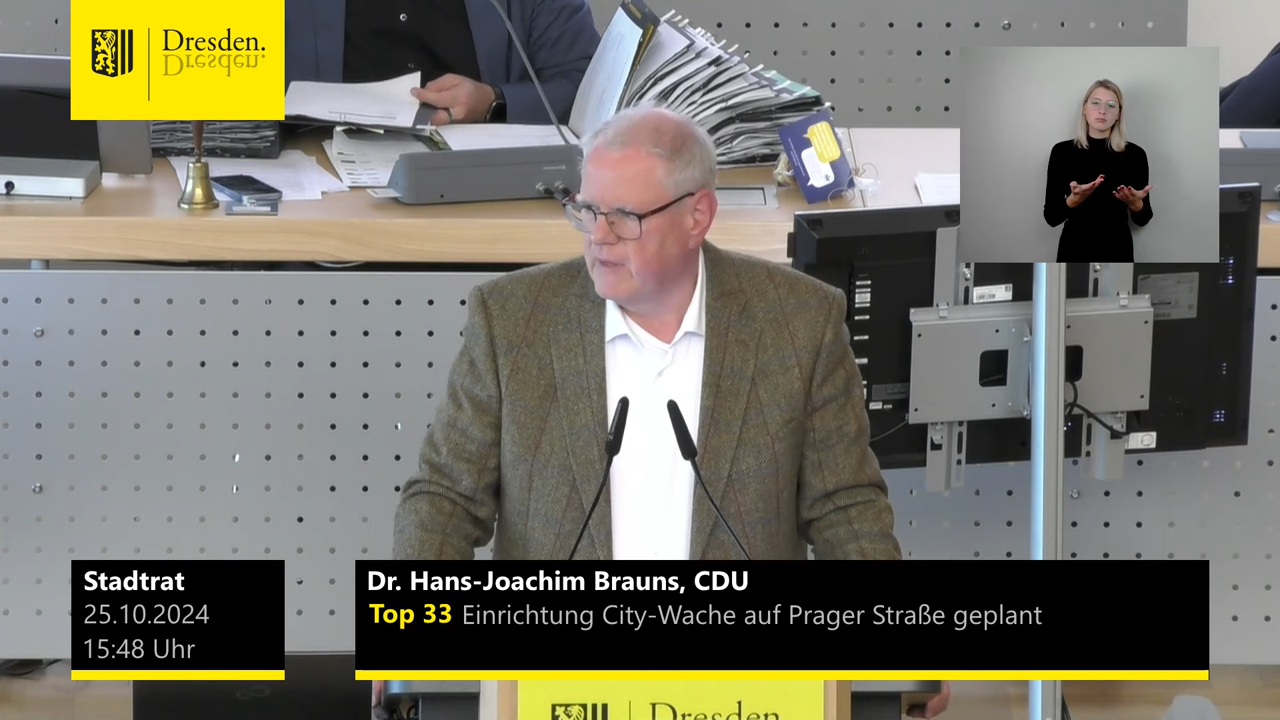 Dresden.
Dresden.
Stadtrat
25.10.2024
15:48 Uhr
Dr. Hans-Joachim Brauns, CDU
Top 33 Einrichtung City-Wache auf Prager Straße geplant
Dresden